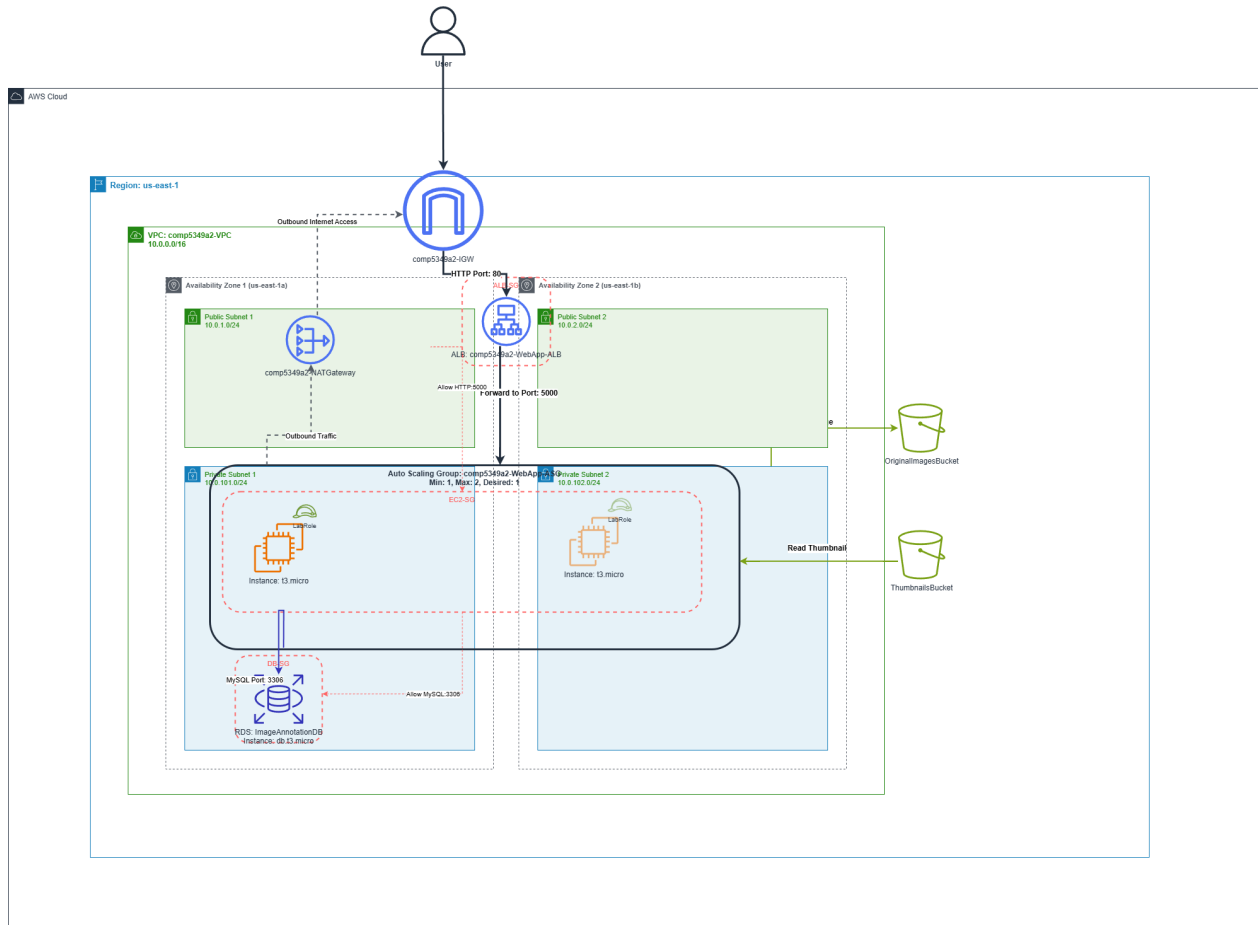 User
AWS Cloud
Region: us-east-1
Outbound Internet Access
VPC: comp5349a2-VPC
10.0.0.0/16
comp5349a2-IGW
HTTP Port: 80
Availability Zone 1 (us-east-1a)
ALB-SG
Availability Zone 2 (us-east-1b)
Public Subnet 1
10.0.1.0/24
Public Subnet 2
10.0.2.0/24
ALB: comp5349a2-WebApp-ALB
comp5349a2-NATGateway
Allow HTTP:5000
Forward to Port: 5000
e
Outbound Traffic
OriginalImagesBucket
Private Subnet 1
10.0.101.0/24
Auto Scaling Group: comp5349a2-WebApp-ASG
Min: 1, Max: 2, Desired: 1
Private Subnet 2
10.0.102.0/24
EC2-SG
LabRole
LabRole
Instance: t3.micro
Instance: t3.micro
Read Thumbnail
ThumbnailsBucket
DB-SG
MySQL Port: 3306
Allow MySQL:3306
RDS: ImageAnnotationDB
Instance: db.t3.micro